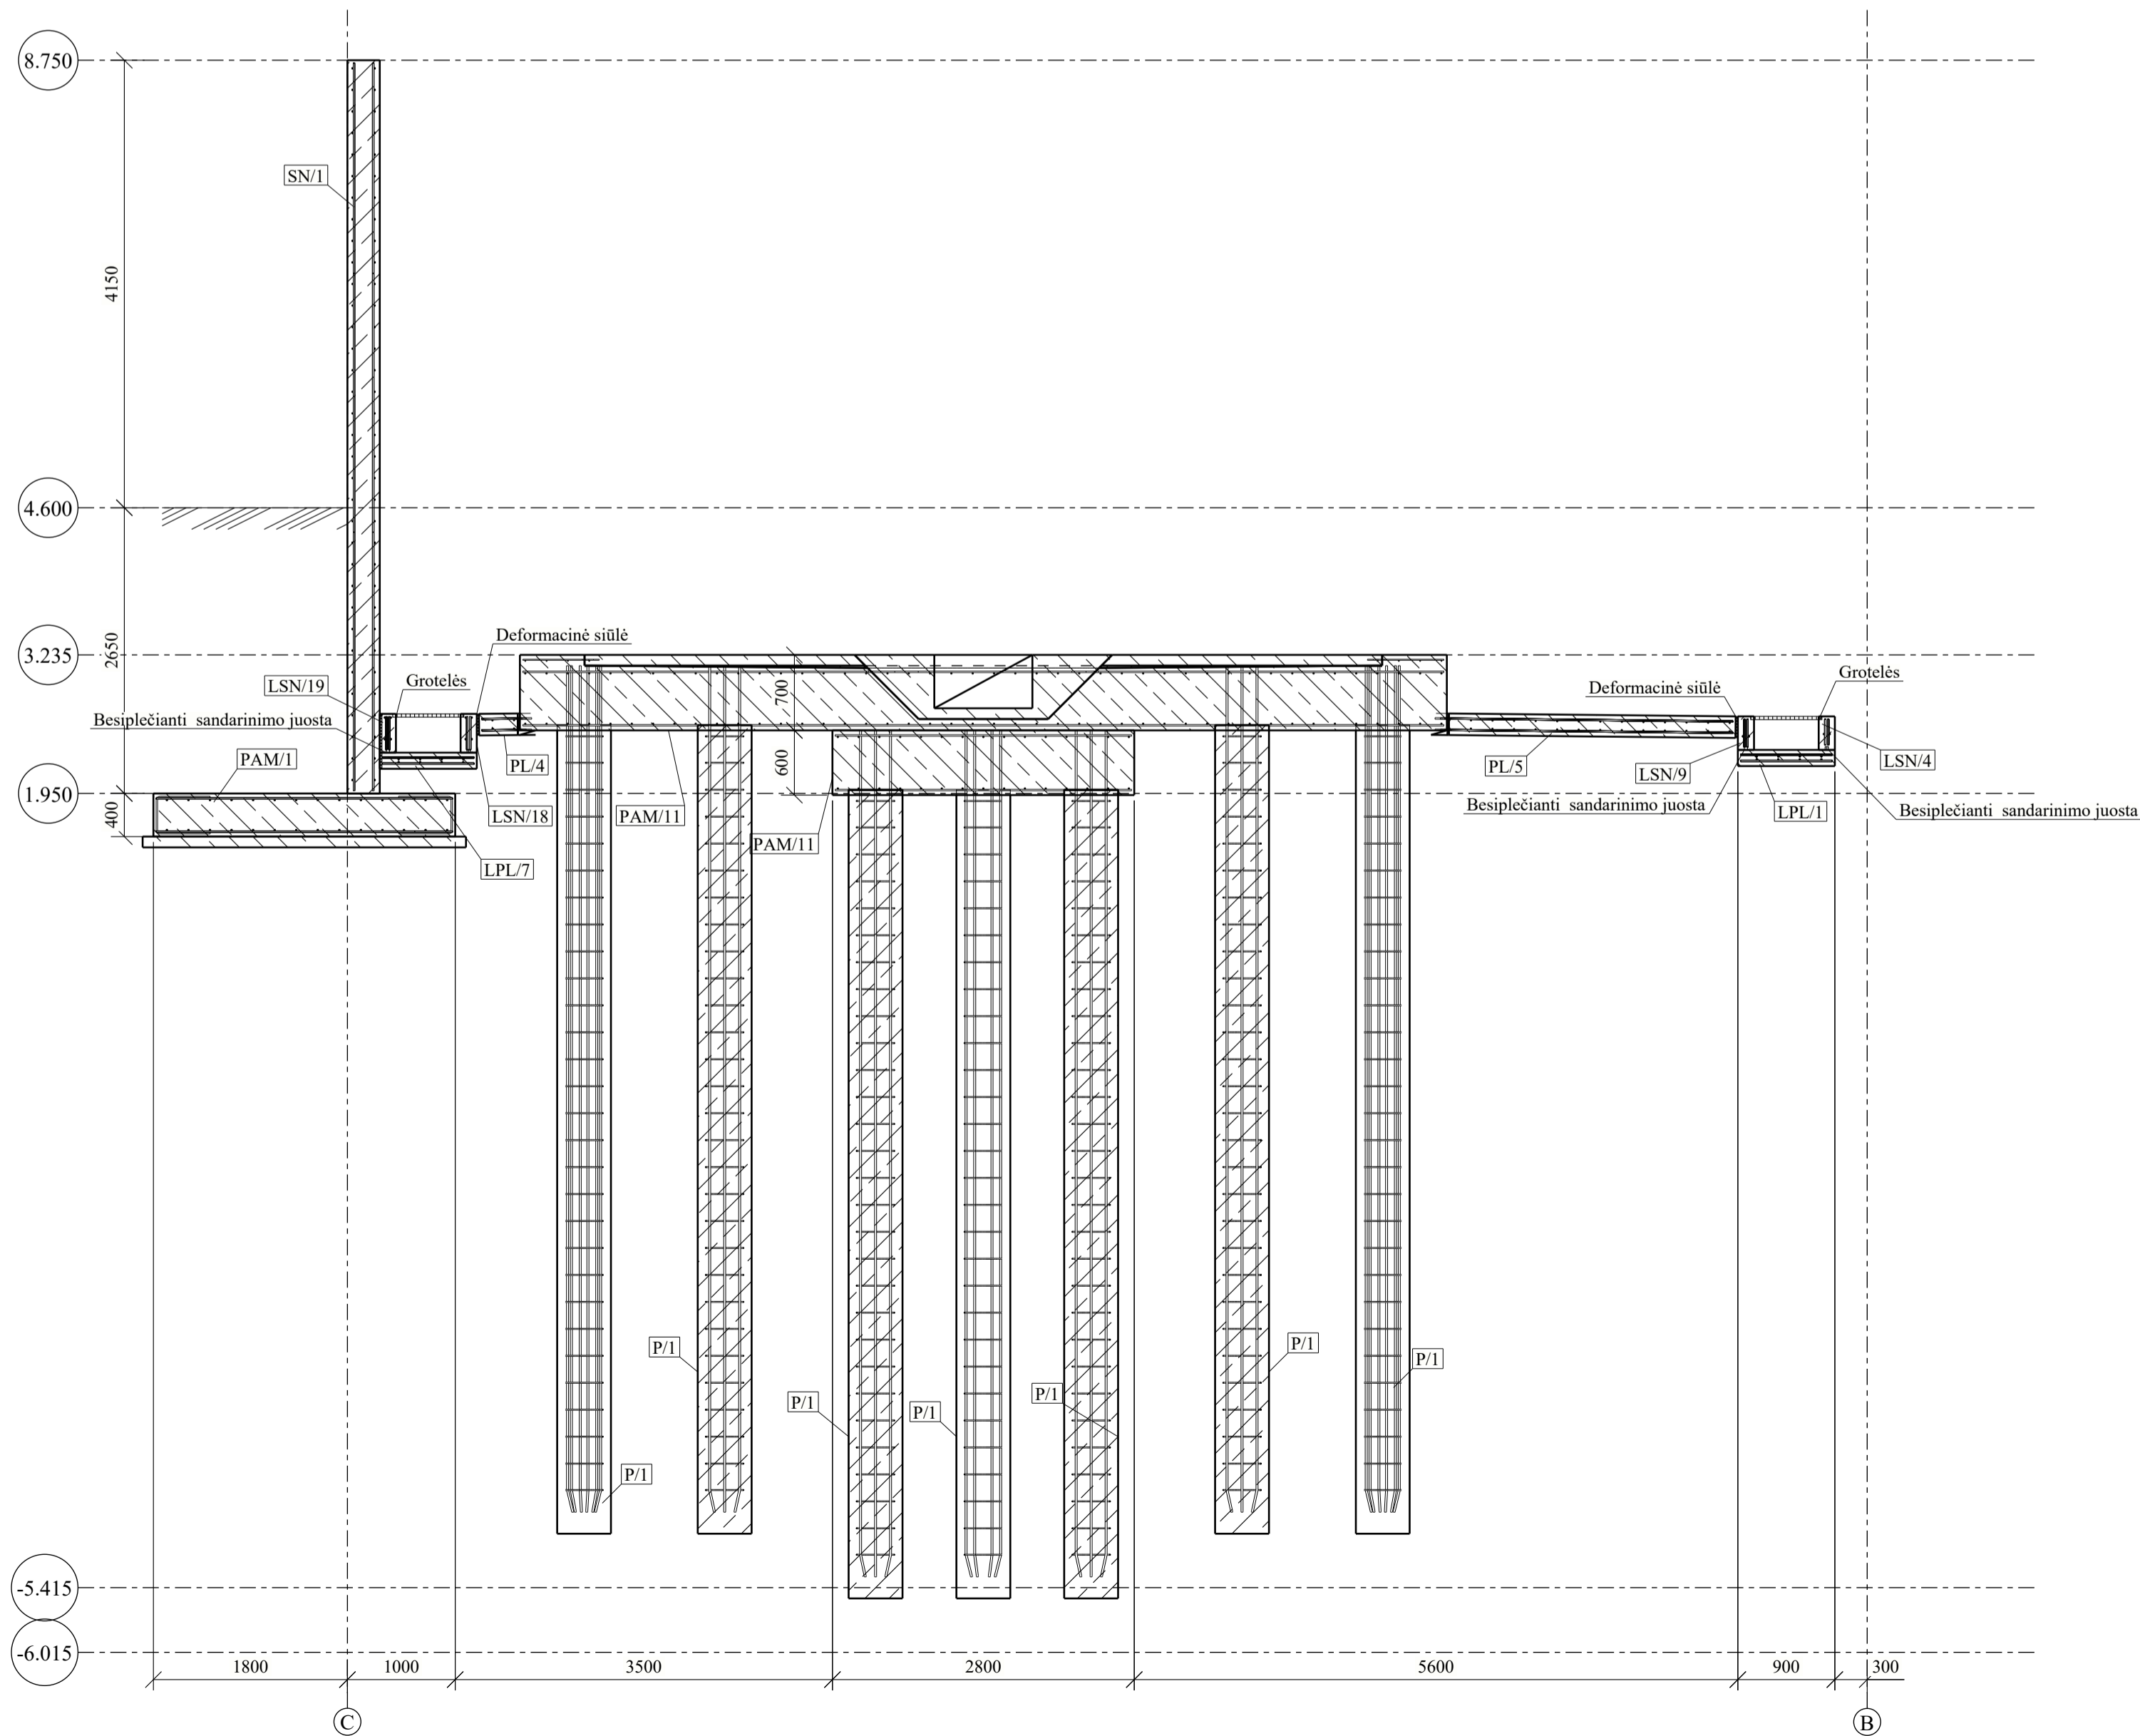 8.750
SN/1
4150
4.600
2650
3.235
Deformacinė siūlė
700
LSN/19
Grotelės
Deformacinė siūlė
Grotelės
Besiplečianti sandarinimo juosta
PAM/1
PL/4
600
PL/5
LSN/9
LSN/4
1.950
400
LSN/18
PAM/11
PAM/11
Besiplečianti sandarinimo juosta
LPL/1
Besiplečianti sandarinimo juosta
LPL/7
P/1
P/1
P/1
P/1
P/1
P/1
P/1
-5.415
-6.015
1800
1000
3500
2800
5600
900
300
C
B